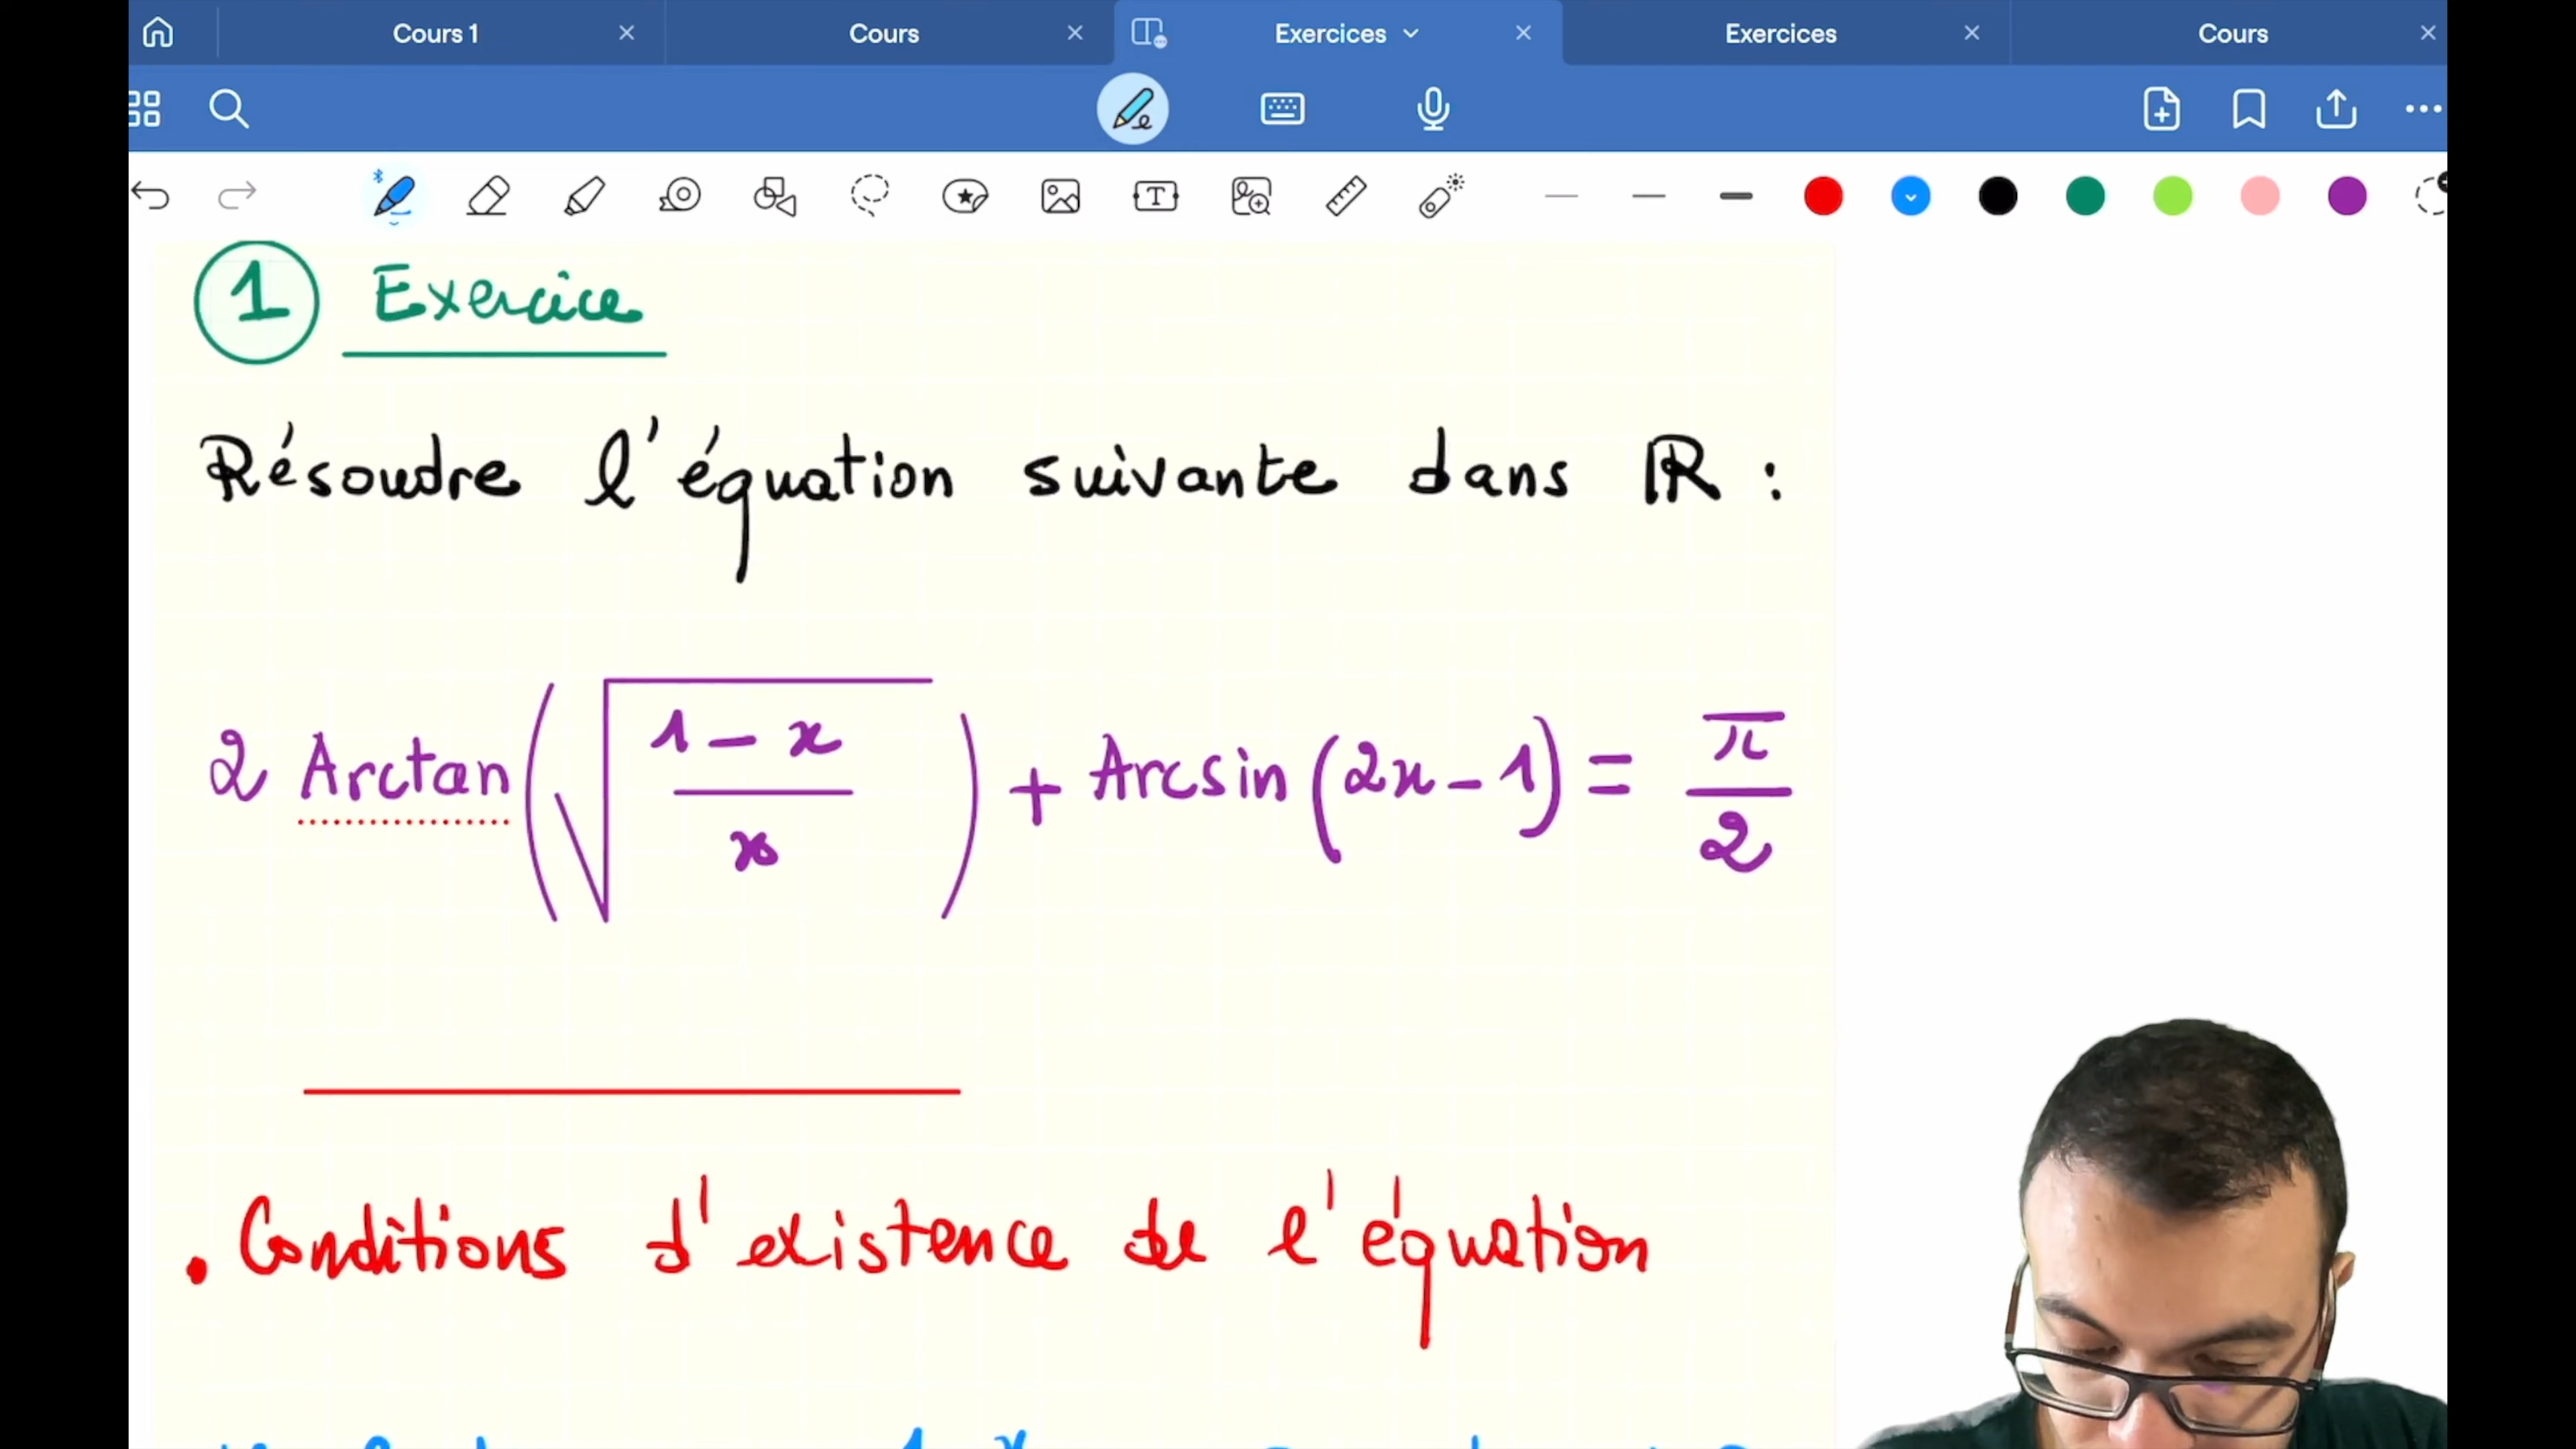 Cours 1 Cours Exercices Exercices Cours
1 Exercice
Résoudre l'équation suivante dans ℝ :
2 Arctan(√((1-x)/x)) + Arcsin(2x-1) = π/2
. Conditions d'existence de l'équation